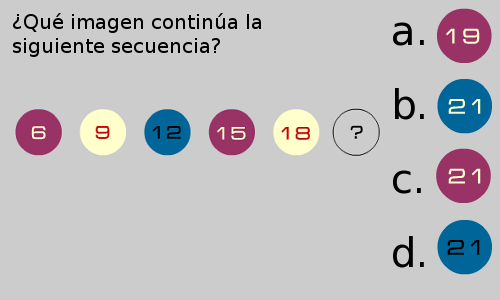 ¿Qué imagen continúa la
siguiente secuencia?
6 9 12 15 18 ?
a. 19
b. 21
c. 21
d. 21